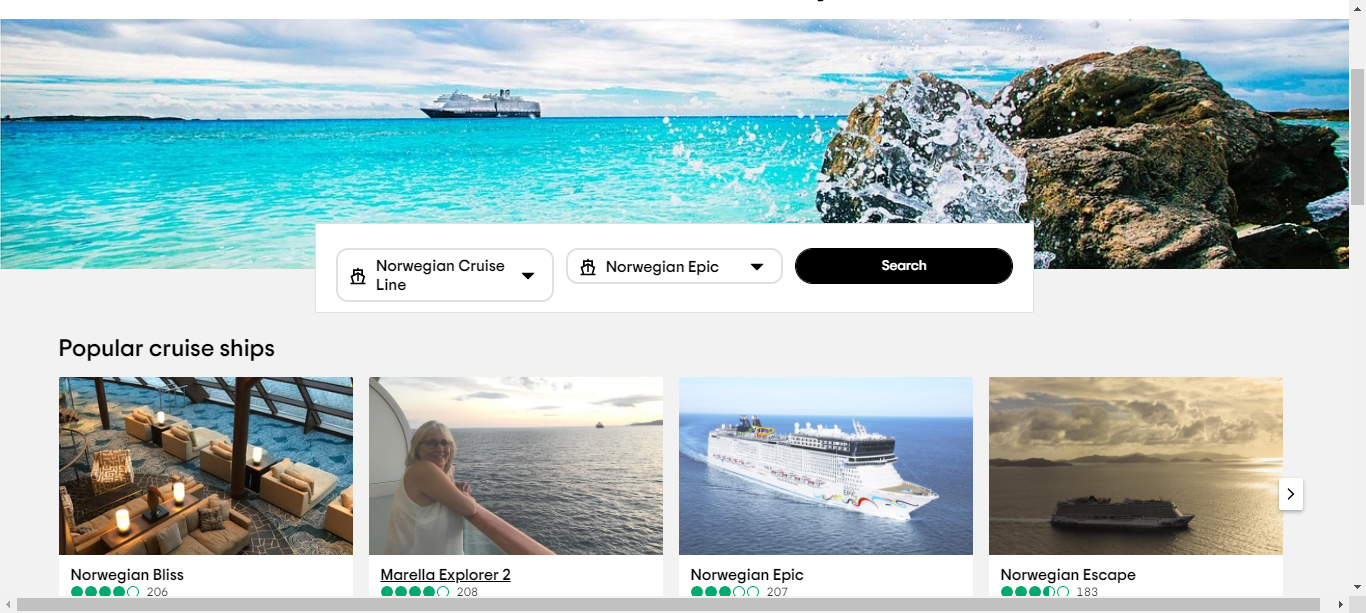 Norwegian Cruise
Line
Norwegian Epic
Search
Popular cruise ships
EPIC
Norwegian Bliss
206
Marella Explorer 2
208
Norwegian Epic
207
Norwegian Escape
183